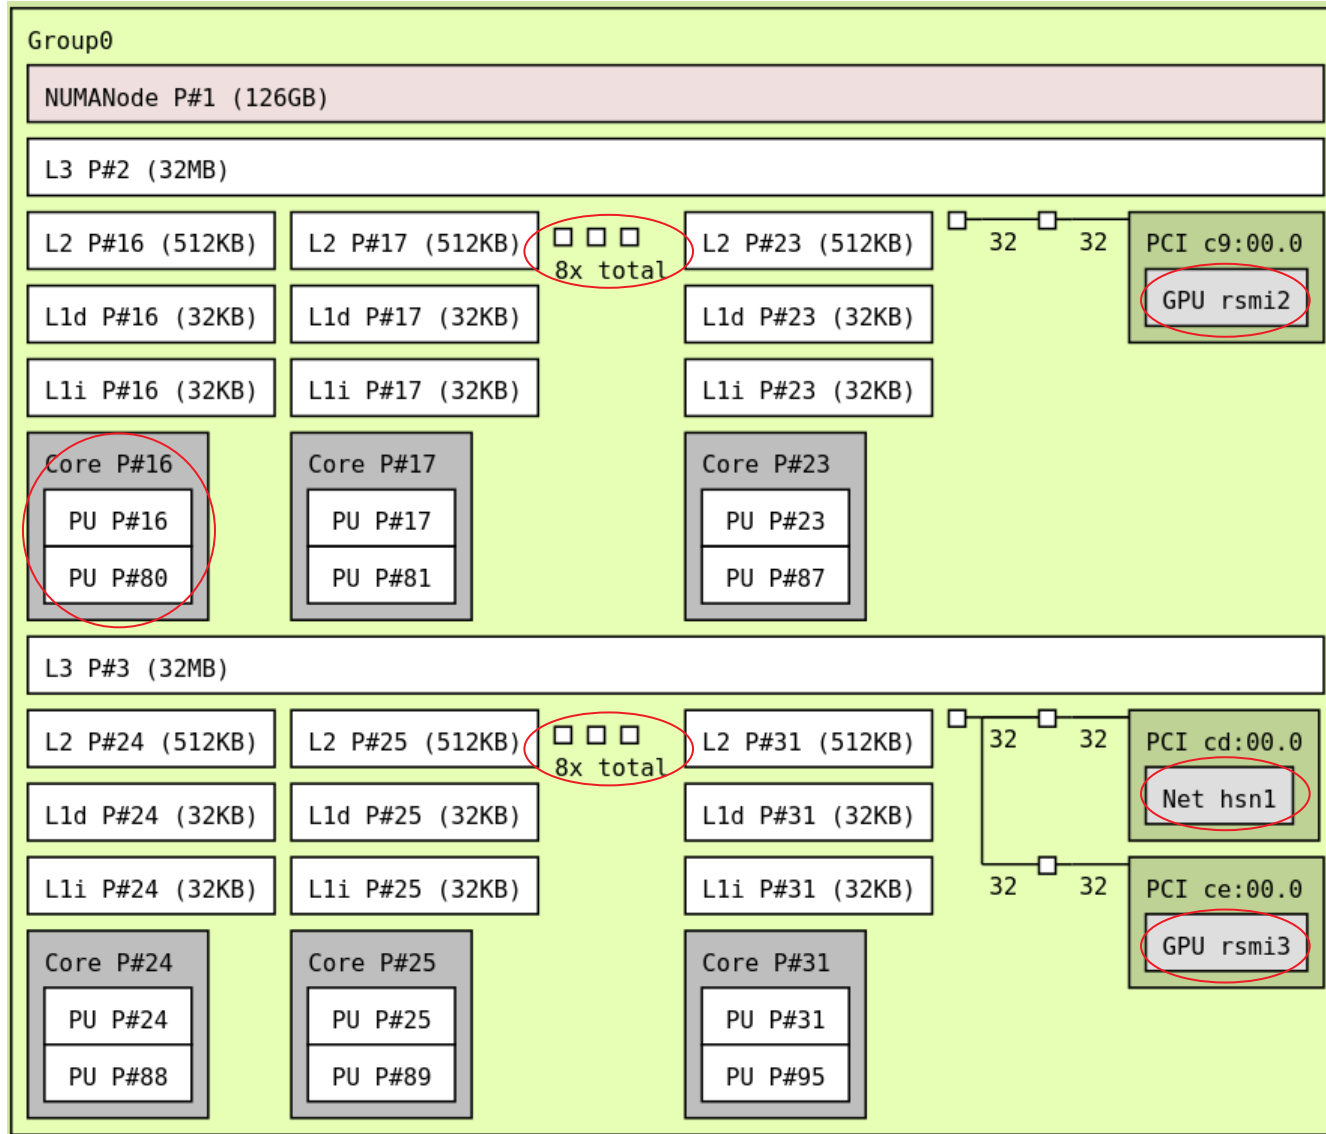 Group0
NUMANode P#1 (126GB)
L3 P#2 (32MB)
L2 P#16 (512KB) L2 P#17 (512KB) 8x total L2 P#23 (512KB) 32 32 PCI c9:00.0
L1d P#16 (32KB) L1d P#17 (32KB) L1d P#23 (32KB) GPU rsmi2
L1i P#16 (32KB) L1i P#17 (32KB) L1i P#23 (32KB)
Core P#16 Core P#17 Core P#23
PU P#16 PU P#17 PU P#23
PU P#80 PU P#81 PU P#87
L3 P#3 (32MB)
L2 P#24 (512KB) L2 P#25 (512KB) 8x total L2 P#31 (512KB) 32 32 PCI cd:00.0
L1d P#24 (32KB) L1d P#25 (32KB) L1d P#31 (32KB) Net hsn1
L1i P#24 (32KB) L1i P#25 (32KB) L1i P#31 (32KB) 32 32 PCI ce:00.0
Core P#24 Core P#25 Core P#31 GPU rsmi3
PU P#24 PU P#25 PU P#31
PU P#88 PU P#89 PU P#95